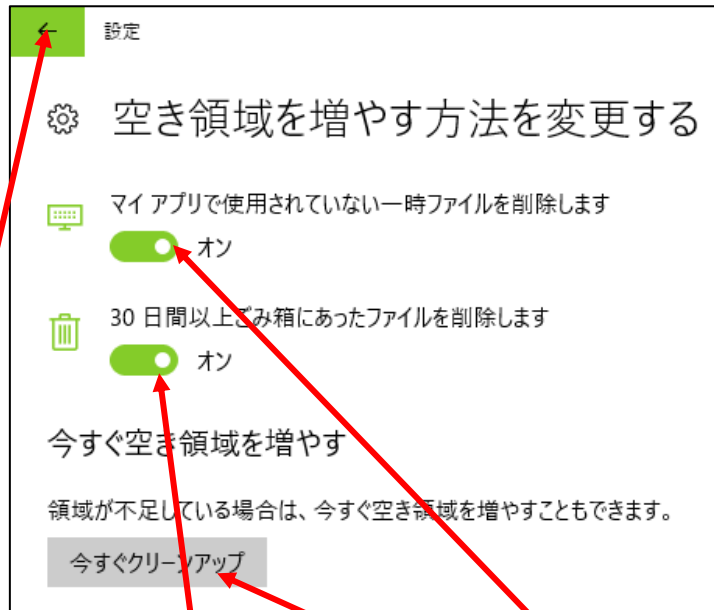 設定
空き領域を増やす方法を変更する
マイ アプリで使用されていない一時ファイルを削除します
オン
30 日間以上ごみ箱にあったファイルを削除します
オン
今すぐ空き領域を増やす
領域が不足している場合は、今すぐ空き領域を増やすこともできます。
今すぐクリーンアップ